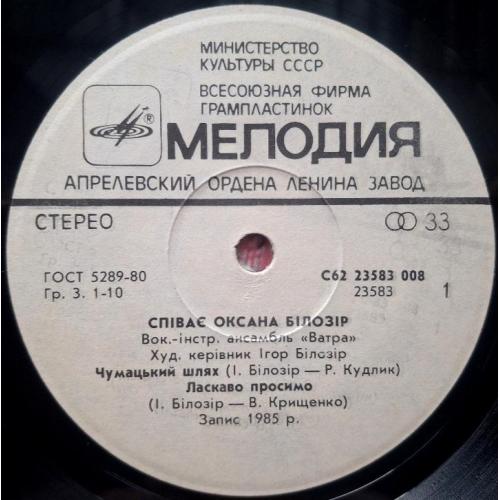 МИНИСТЕРСТВО
КУЛЬТУРЫ СССР
ВСЕСОЮЗНАЯ ФИРМА
ГРАМПЛАСТИНОК
® МЕЛОДИЯ
АПРЕЛЕВСКИЙ ОРДЕНА ЛЕНИНА ЗАВОД
СТЕРЕО 33
ГОСТ 5289-80 С62 23583 008
Гр. 3. 1-10 23583 1
СПІВАЄ ОКСАНА БІЛОЗІР
Вок.-інстр. ансамбль «Ватра»
Худ. керівник Ігор Білозір
Чумацький шлях (І. Білозір — Р. Кудлик)
Ласкаво просимо
(І. Білозір — В. Крищенко)
Запис 1985 р.